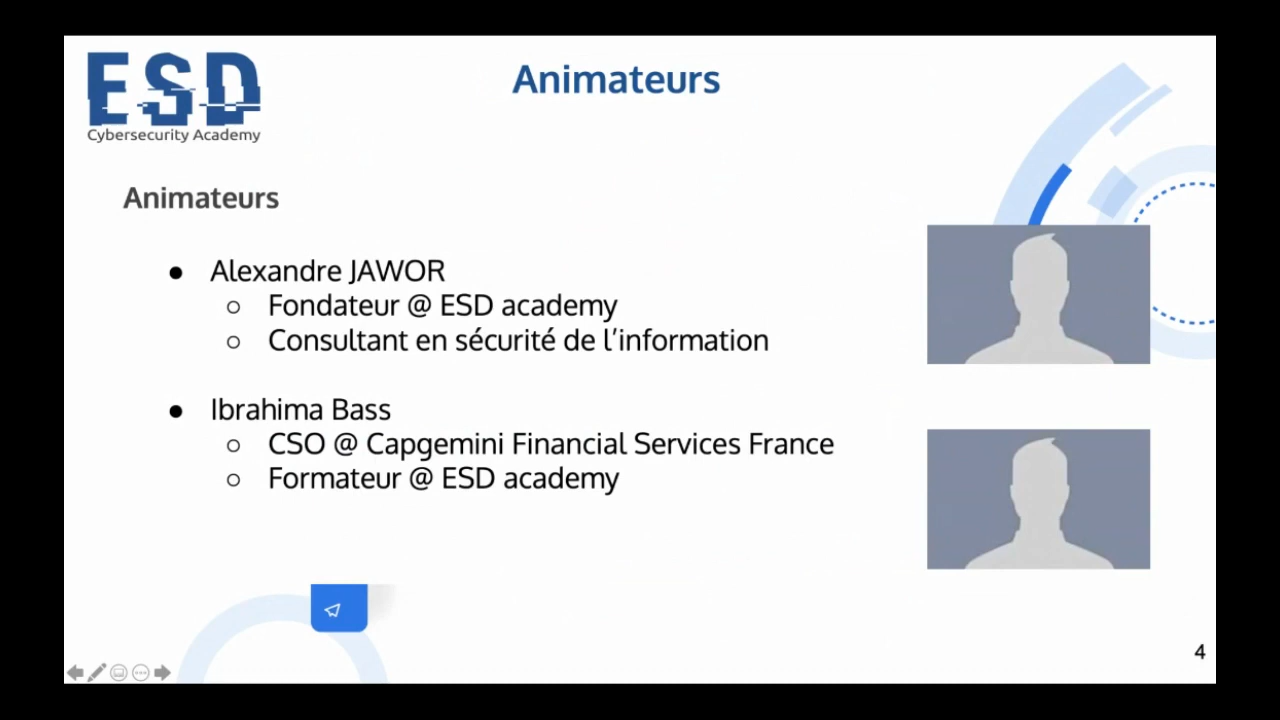 ESD
Cybersecurity Academy
Animateurs
Animateurs
● Alexandre JAWOR
○ Fondateur @ ESD academy
○ Consultant en sécurité de l’information
● Ibrahima Bass
○ CSO @ Capgemini Financial Services France
○ Formateur @ ESD academy
4